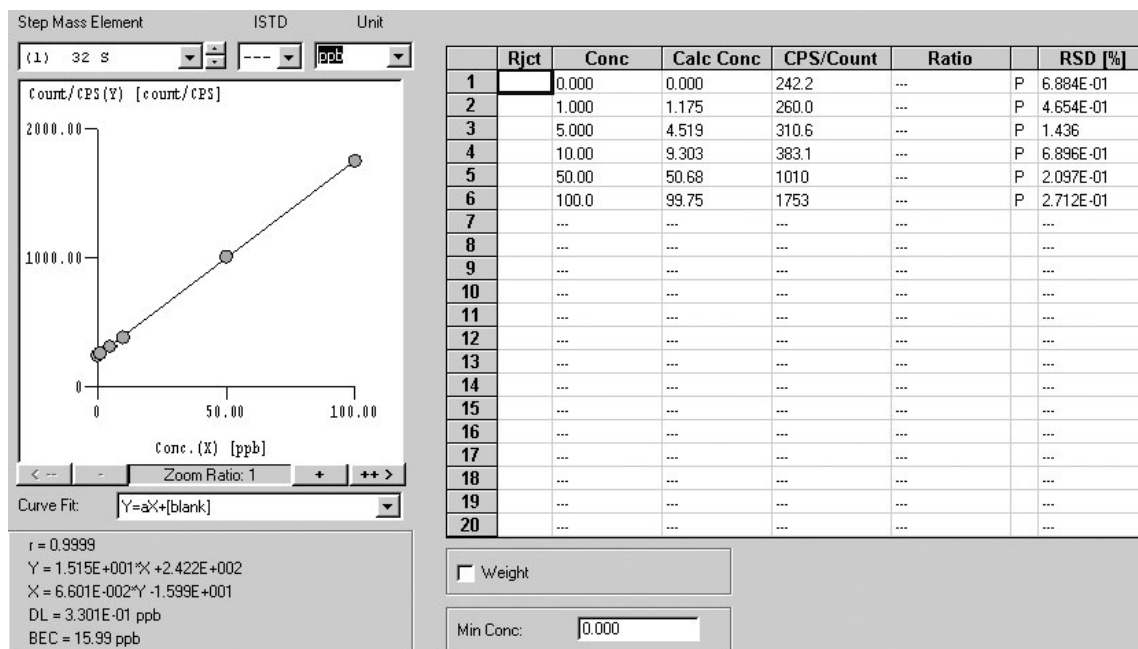 Step Mass Element ISTD Unit
(1) 32 S --- ppb
Count/CPS(Y) [count/CPS]
2000.00
1000.00
0
0 50.00 100.00
Conc.(X) [ppb]
< -- - Zoom Ratio: 1 + ++ >
Curve Fit: Y=aX+[blank]
r = 0.9999
Y = 1.515E+001*X +2.422E+002
X = 6.601E-002*Y -1.599E+001
DL = 3.301E-01 ppb
BEC = 15.99 ppb
Rjct Conc Calc Conc CPS/Count Ratio RSD [%]
1 0.000 0.000 242.2 --- P 6.884E-01
2 1.000 1.175 260.0 --- P 4.654E-01
3 5.000 4.519 310.6 --- P 1.436
4 10.00 9.303 383.1 --- P 6.896E-01
5 50.00 50.68 1010 --- P 2.097E-01
6 100.0 99.75 1753 --- P 2.712E-01
7 --- --- --- --- ---
8 --- --- --- --- ---
9 --- --- --- --- ---
10 --- --- --- --- ---
11 --- --- --- --- ---
12 --- --- --- --- ---
13 --- --- --- --- ---
14 --- --- --- --- ---
15 --- --- --- --- ---
16 --- --- --- --- ---
17 --- --- --- --- ---
18 --- --- --- --- ---
19 --- --- --- --- ---
20 --- --- --- --- ---
Weight
Min Conc: 0.000